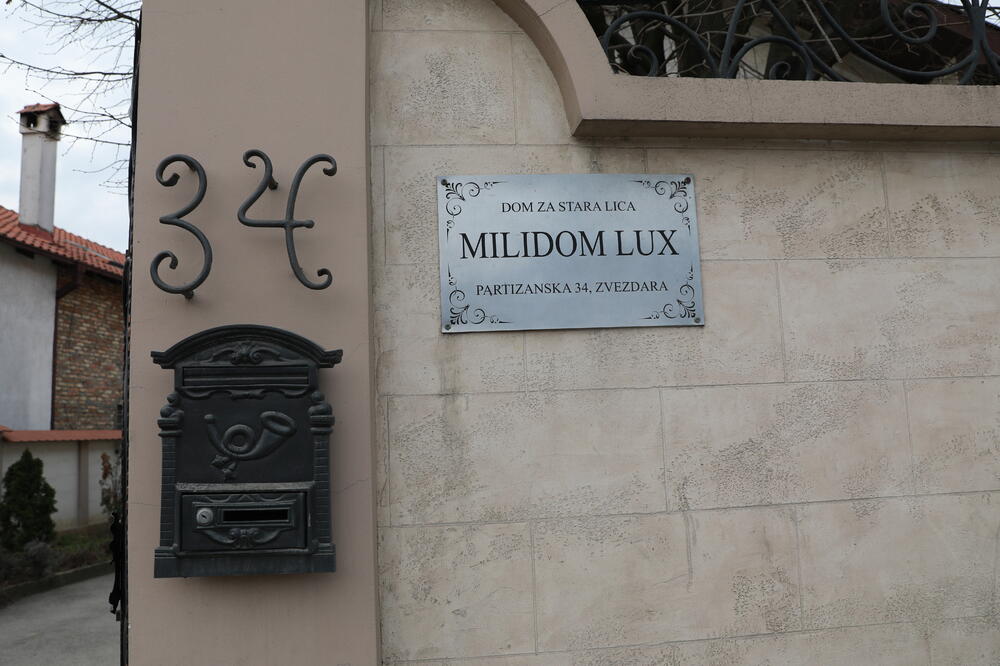 34
DOM ZA STARA LICA
MILIDOM LUX
PARTIZANSKA 34, ZVEZDARA